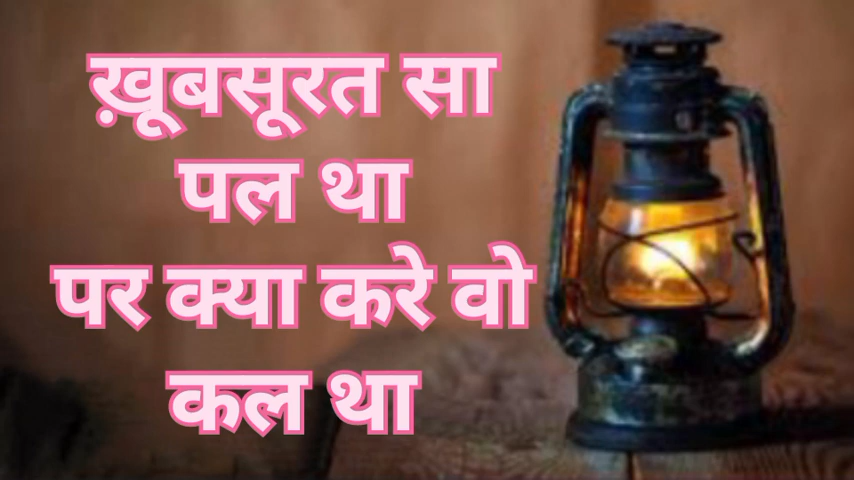 ख़ूबसूरत सा
पल था
पर क्या करे वो
कल था